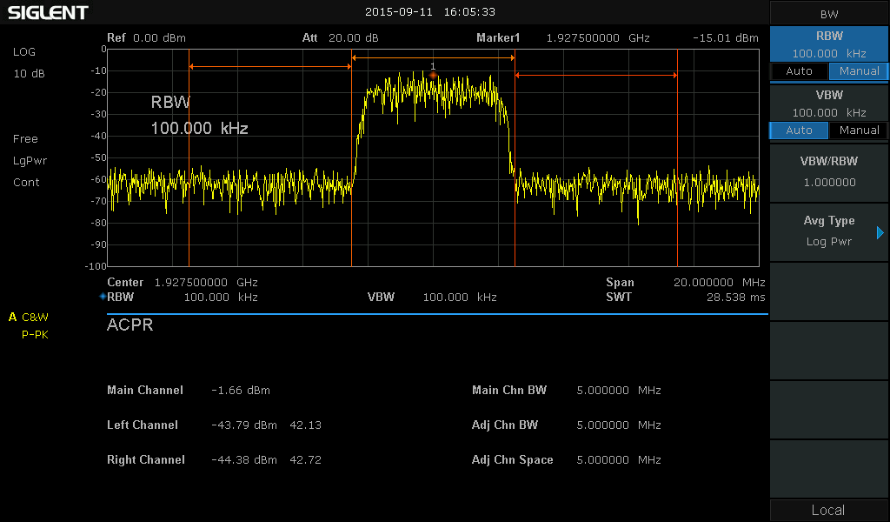 SIGLENT 2015-09-11 16:05:33 BW
Ref 0.00 dBm Att 20.00 dB Marker1 1.927500000 GHz -15.01 dBm
RBW
100.000 kHz
Auto Manual
VBW
100.000 kHz
Auto Manual
VBW/RBW
1.000000
Avg Type
Log Pwr
Local
LOG
10 dB
Free
LgPwr
Cont
A C&W
P-PK
0
-10
-20
-30
-40
-50
-60
-70
-80
-90
-100
1
RBW
100.000 kHz
Center 1.927500000 GHz Span 20.000000 MHz
RBW 100.000 kHz VBW 100.000 kHz SWT 28.538 ms
ACPR
Main Channel -1.66 dBm Main Chn BW 5.000000 MHz
Left Channel -43.79 dBm 42.13 Adj Chn BW 5.000000 MHz
Right Channel -44.38 dBm 42.72 Adj Chn Space 5.000000 MHz